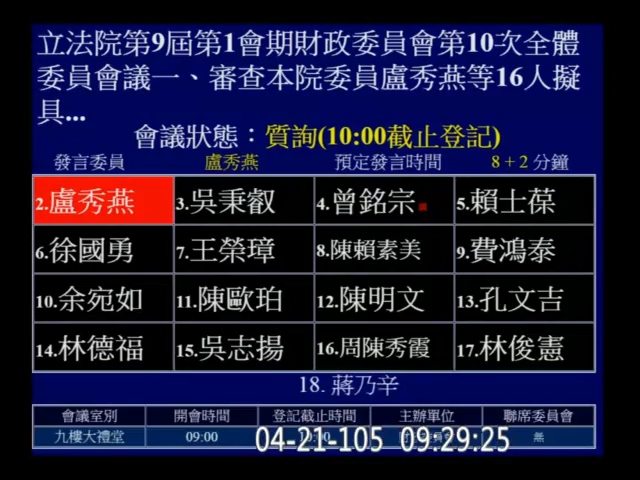 立法院第9屆第1會期財政委員會第10次全體
委員會議一、審查本院委員盧秀燕等16人擬
具...
會議狀態：質詢(10:00截止登記)
發言委員 盧秀燕 預定發言時間 8 + 2 分鐘
2.盧秀燕 3.吳秉叡 4.曾銘宗 5.賴士葆
6.徐國勇 7.王榮璋 8.陳賴素美 9.費鴻泰
10.余宛如 11.陳歐珀 12.陳明文 13.孔文吉
14.林德福 15.吳志揚 16.周陳秀霞 17.林俊憲
18. 蔣乃辛
會議室別 開會時間 登記截止時間 主辦單位 聯席委員會
九樓大禮堂 09:00 無
04-21-105 09:29:25